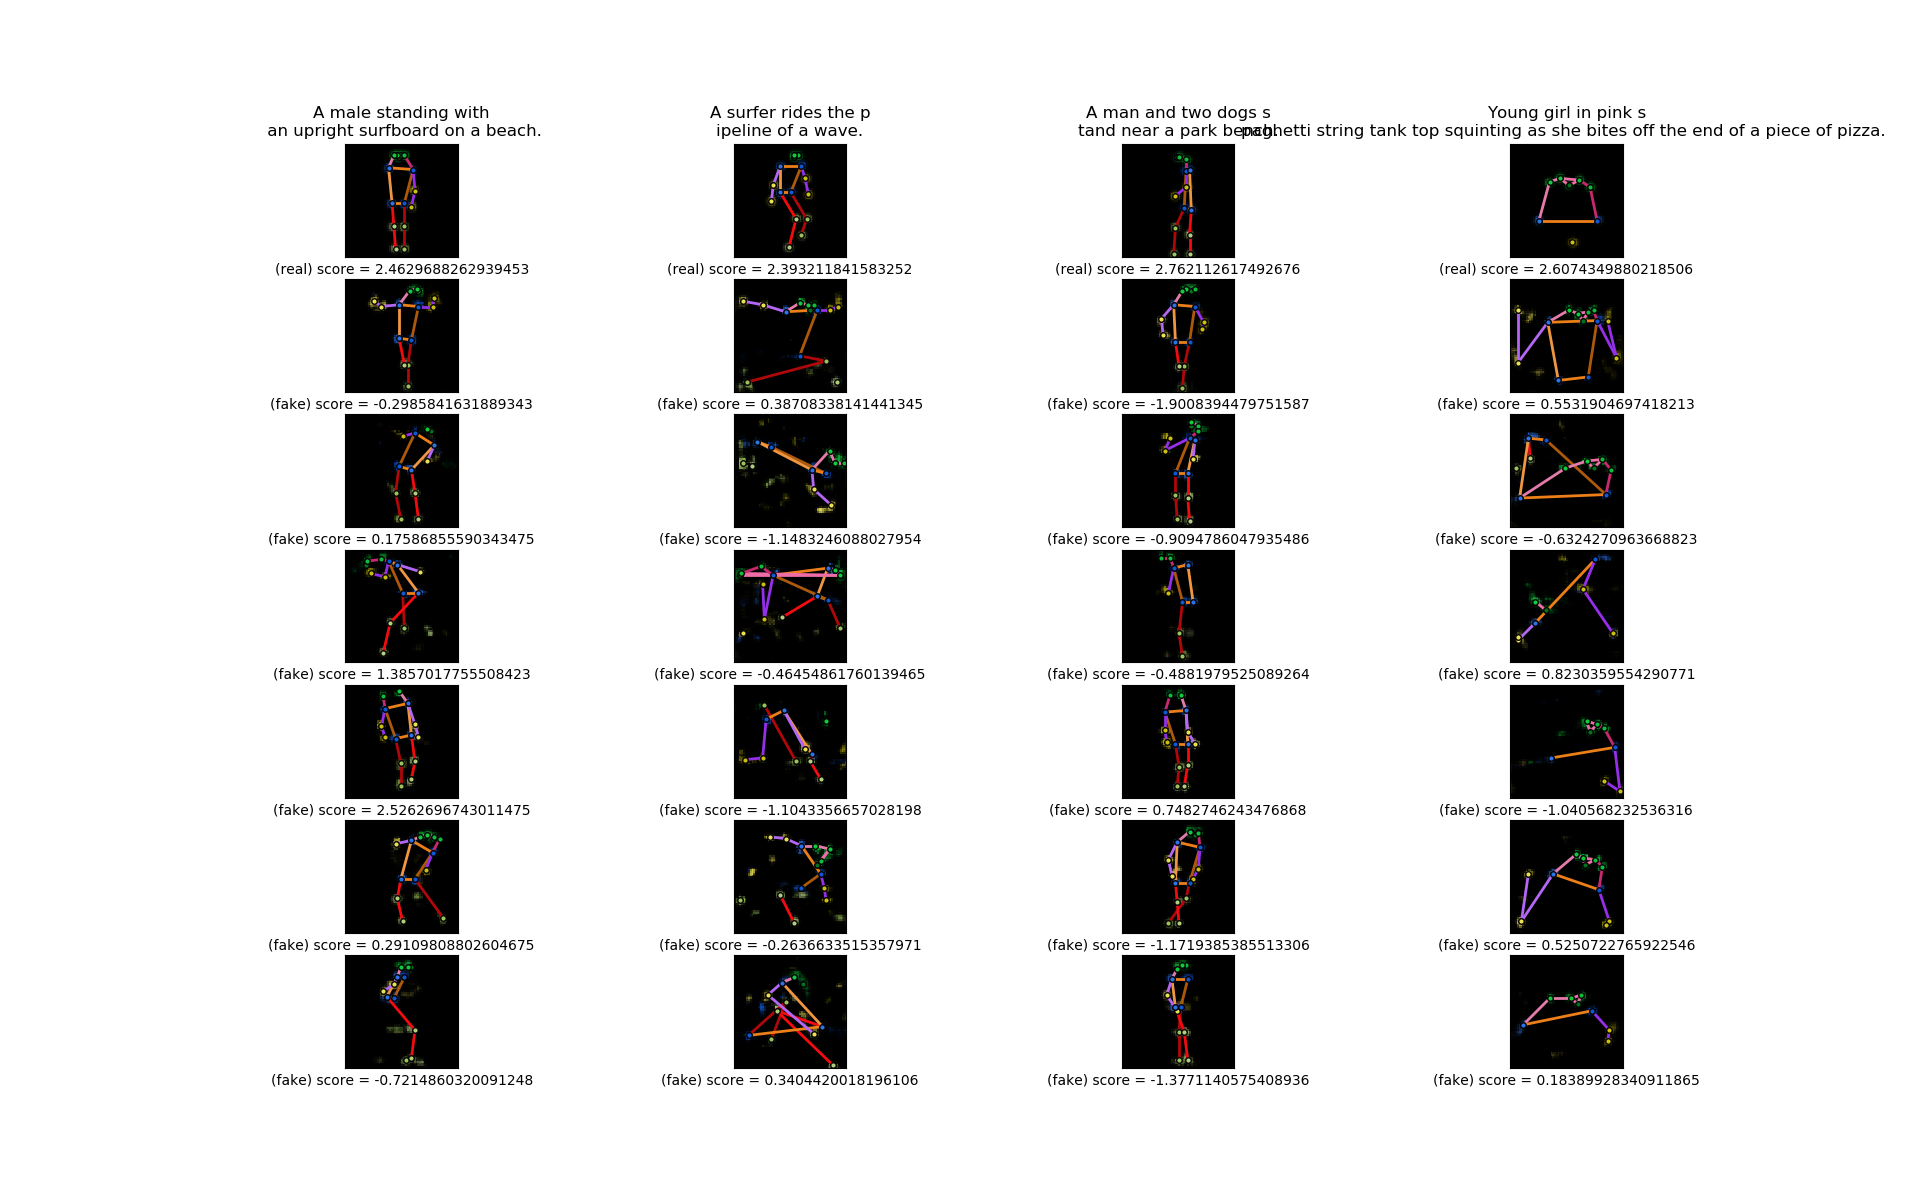 A male standing with
an upright surfboard on a beach.
A surfer rides the p
ipeline of a wave.
A man and two dogs s
tand near a park bench.
Young girl in pink s
paghetti string tank top squinting as she bites off the end of a piece of pizza.
(real) score = 2.4629688262939453
(real) score = 2.393211841583252
(real) score = 2.762112617492676
(real) score = 2.6074349880218506
(fake) score = -0.2985841631889343
(fake) score = 0.38708338141441345
(fake) score = -1.9008394479751587
(fake) score = 0.5531904697418213
(fake) score = 0.17586855590343475
(fake) score = -1.1483246088027954
(fake) score = -0.9094786047935486
(fake) score = -0.6324270963668823
(fake) score = 1.3857017755508423
(fake) score = -0.46454861760139465
(fake) score = -0.4881979525089264
(fake) score = 0.8230359554290771
(fake) score = 2.5262696743011475
(fake) score = -1.1043356657028198
(fake) score = 0.7482746243476868
(fake) score = -1.040568232536316
(fake) score = 0.29109808802604675
(fake) score = -0.2636633515357971
(fake) score = -1.1719385385513306
(fake) score = 0.5250722765922546
(fake) score = -0.7214860320091248
(fake) score = 0.3404420018196106
(fake) score = -1.3771140575408936
(fake) score = 0.18389928340911865